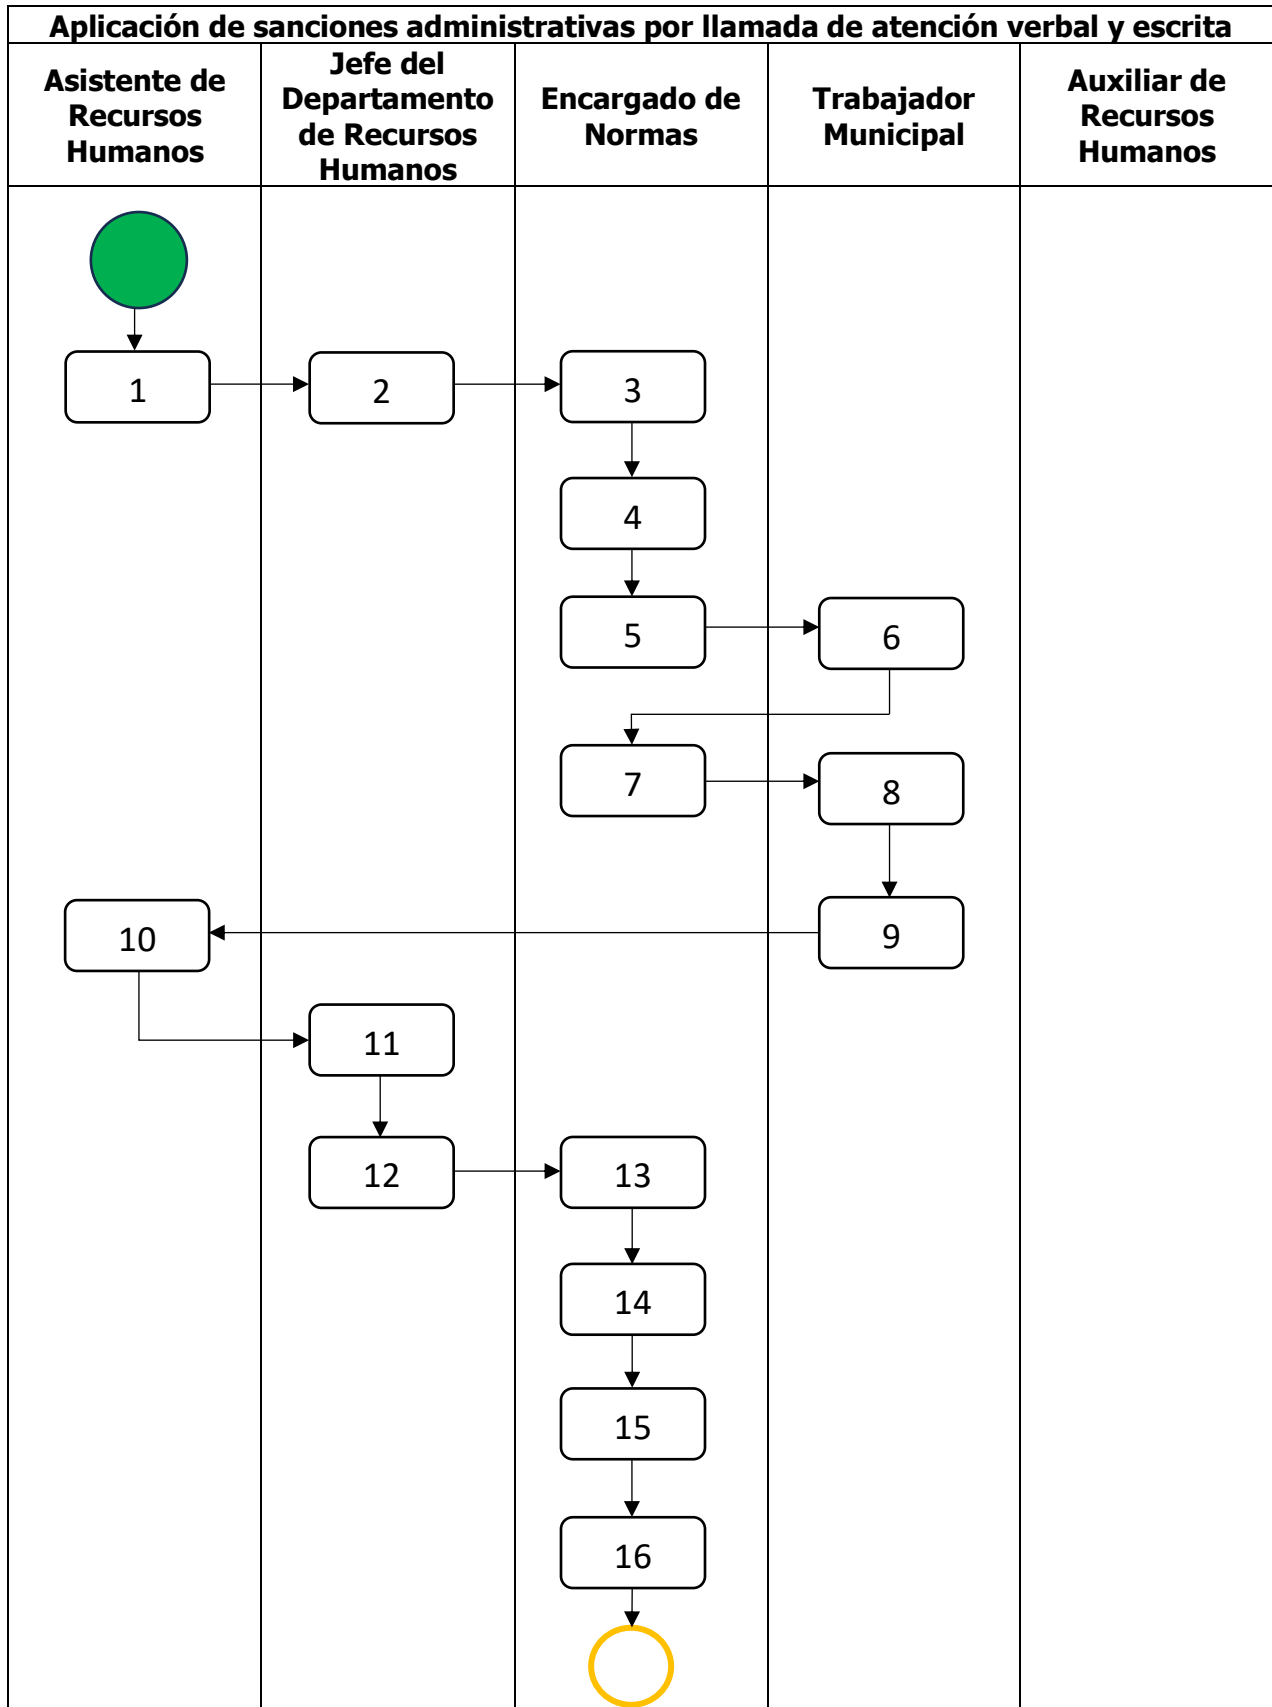 Aplicación de sanciones administrativas por llamada de atención verbal y escrita
Asistente de
Recursos
Humanos
Jefe del
Departamento
de Recursos
Humanos
Encargado de
Normas
Trabajador
Municipal
Auxiliar de
Recursos
Humanos
1
2
3
4
5
6
7
8
9
10
11
12
13
14
15
16